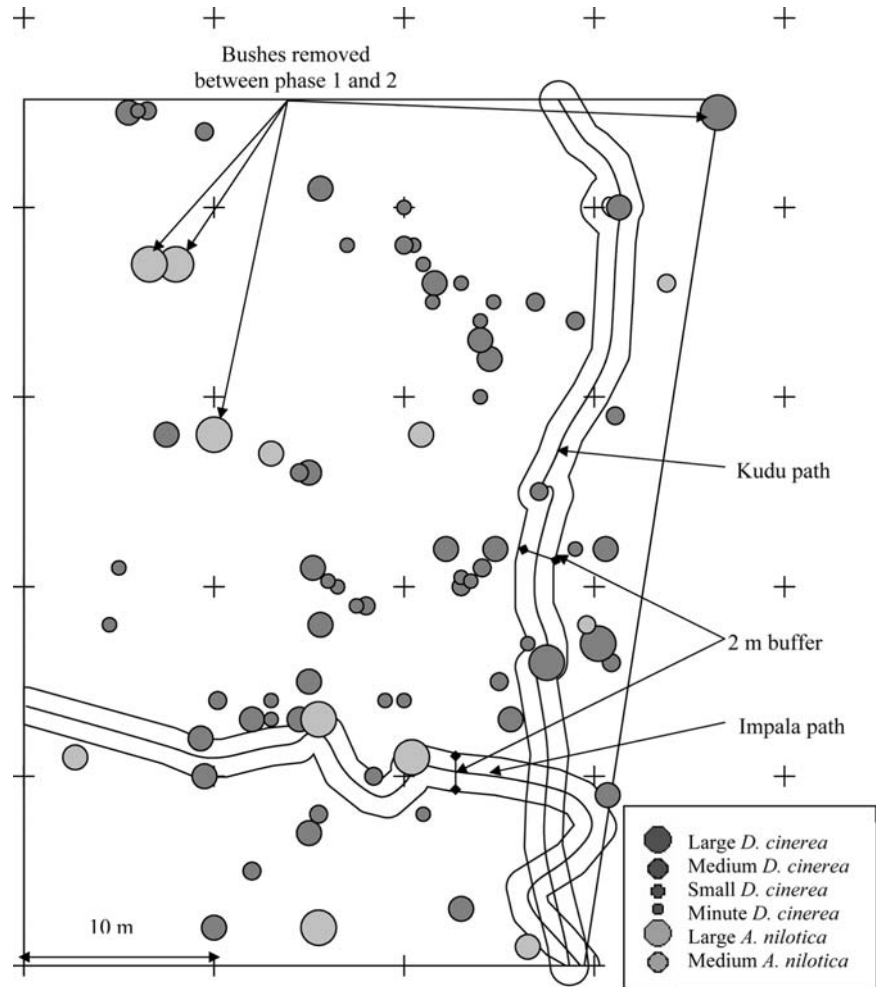 Bushes removed
between phase 1 and 2
Kudu path
2 m buffer
Impala path
10 m
Large D. cinerea
Medium D. cinerea
Small D. cinerea
Minute D. cinerea
Large A. nilotica
Medium A. nilotica